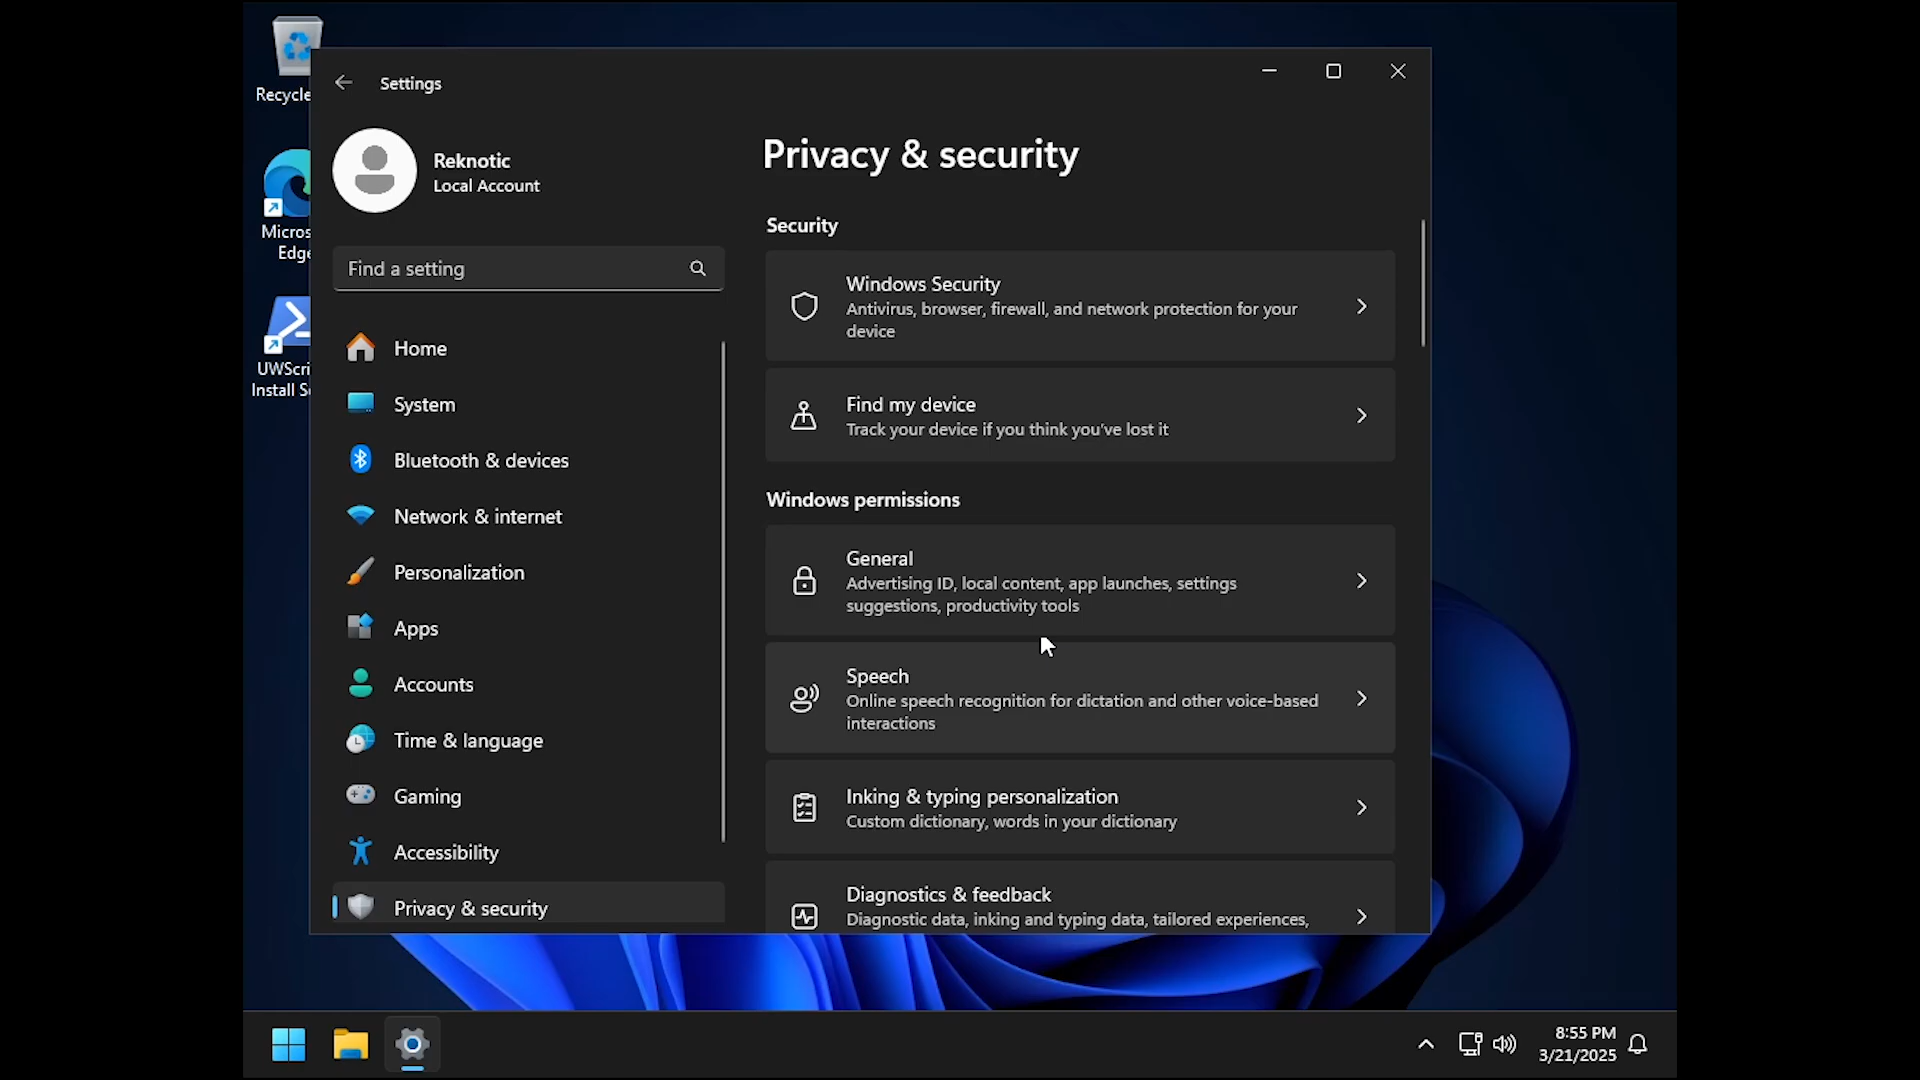 Recycle
Micros
Edge
UWScri
Install S
Settings
Reknotic
Local Account
Find a setting
Home
System
Bluetooth & devices
Network & internet
Personalization
Apps
Accounts
Time & language
Gaming
Accessibility
Privacy & security
Privacy & security
Security
Windows Security
Antivirus, browser, firewall, and network protection for your
device
Find my device
Track your device if you think you've lost it
Windows permissions
General
Advertising ID, local content, app launches, settings
suggestions, productivity tools
Speech
Online speech recognition for dictation and other voice-based
interactions
Inking & typing personalization
Custom dictionary, words in your dictionary
Diagnostics & feedback
Diagnostic data, inking and typing data, tailored experiences,
8:55 PM
3/21/2025